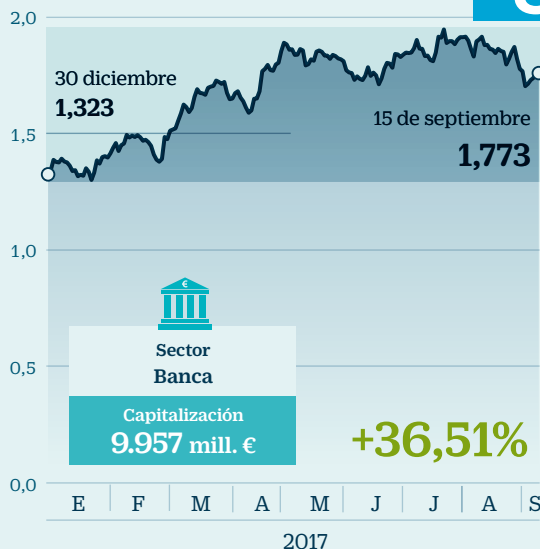 2,0
30 diciembre
1,323
15 de septiembre
1,773
1,5
1,0
€
Sector
Banca
0,5
Capitalización
9.957 mill. €
+36,51%
0,0
E F M A M J J A S
2017